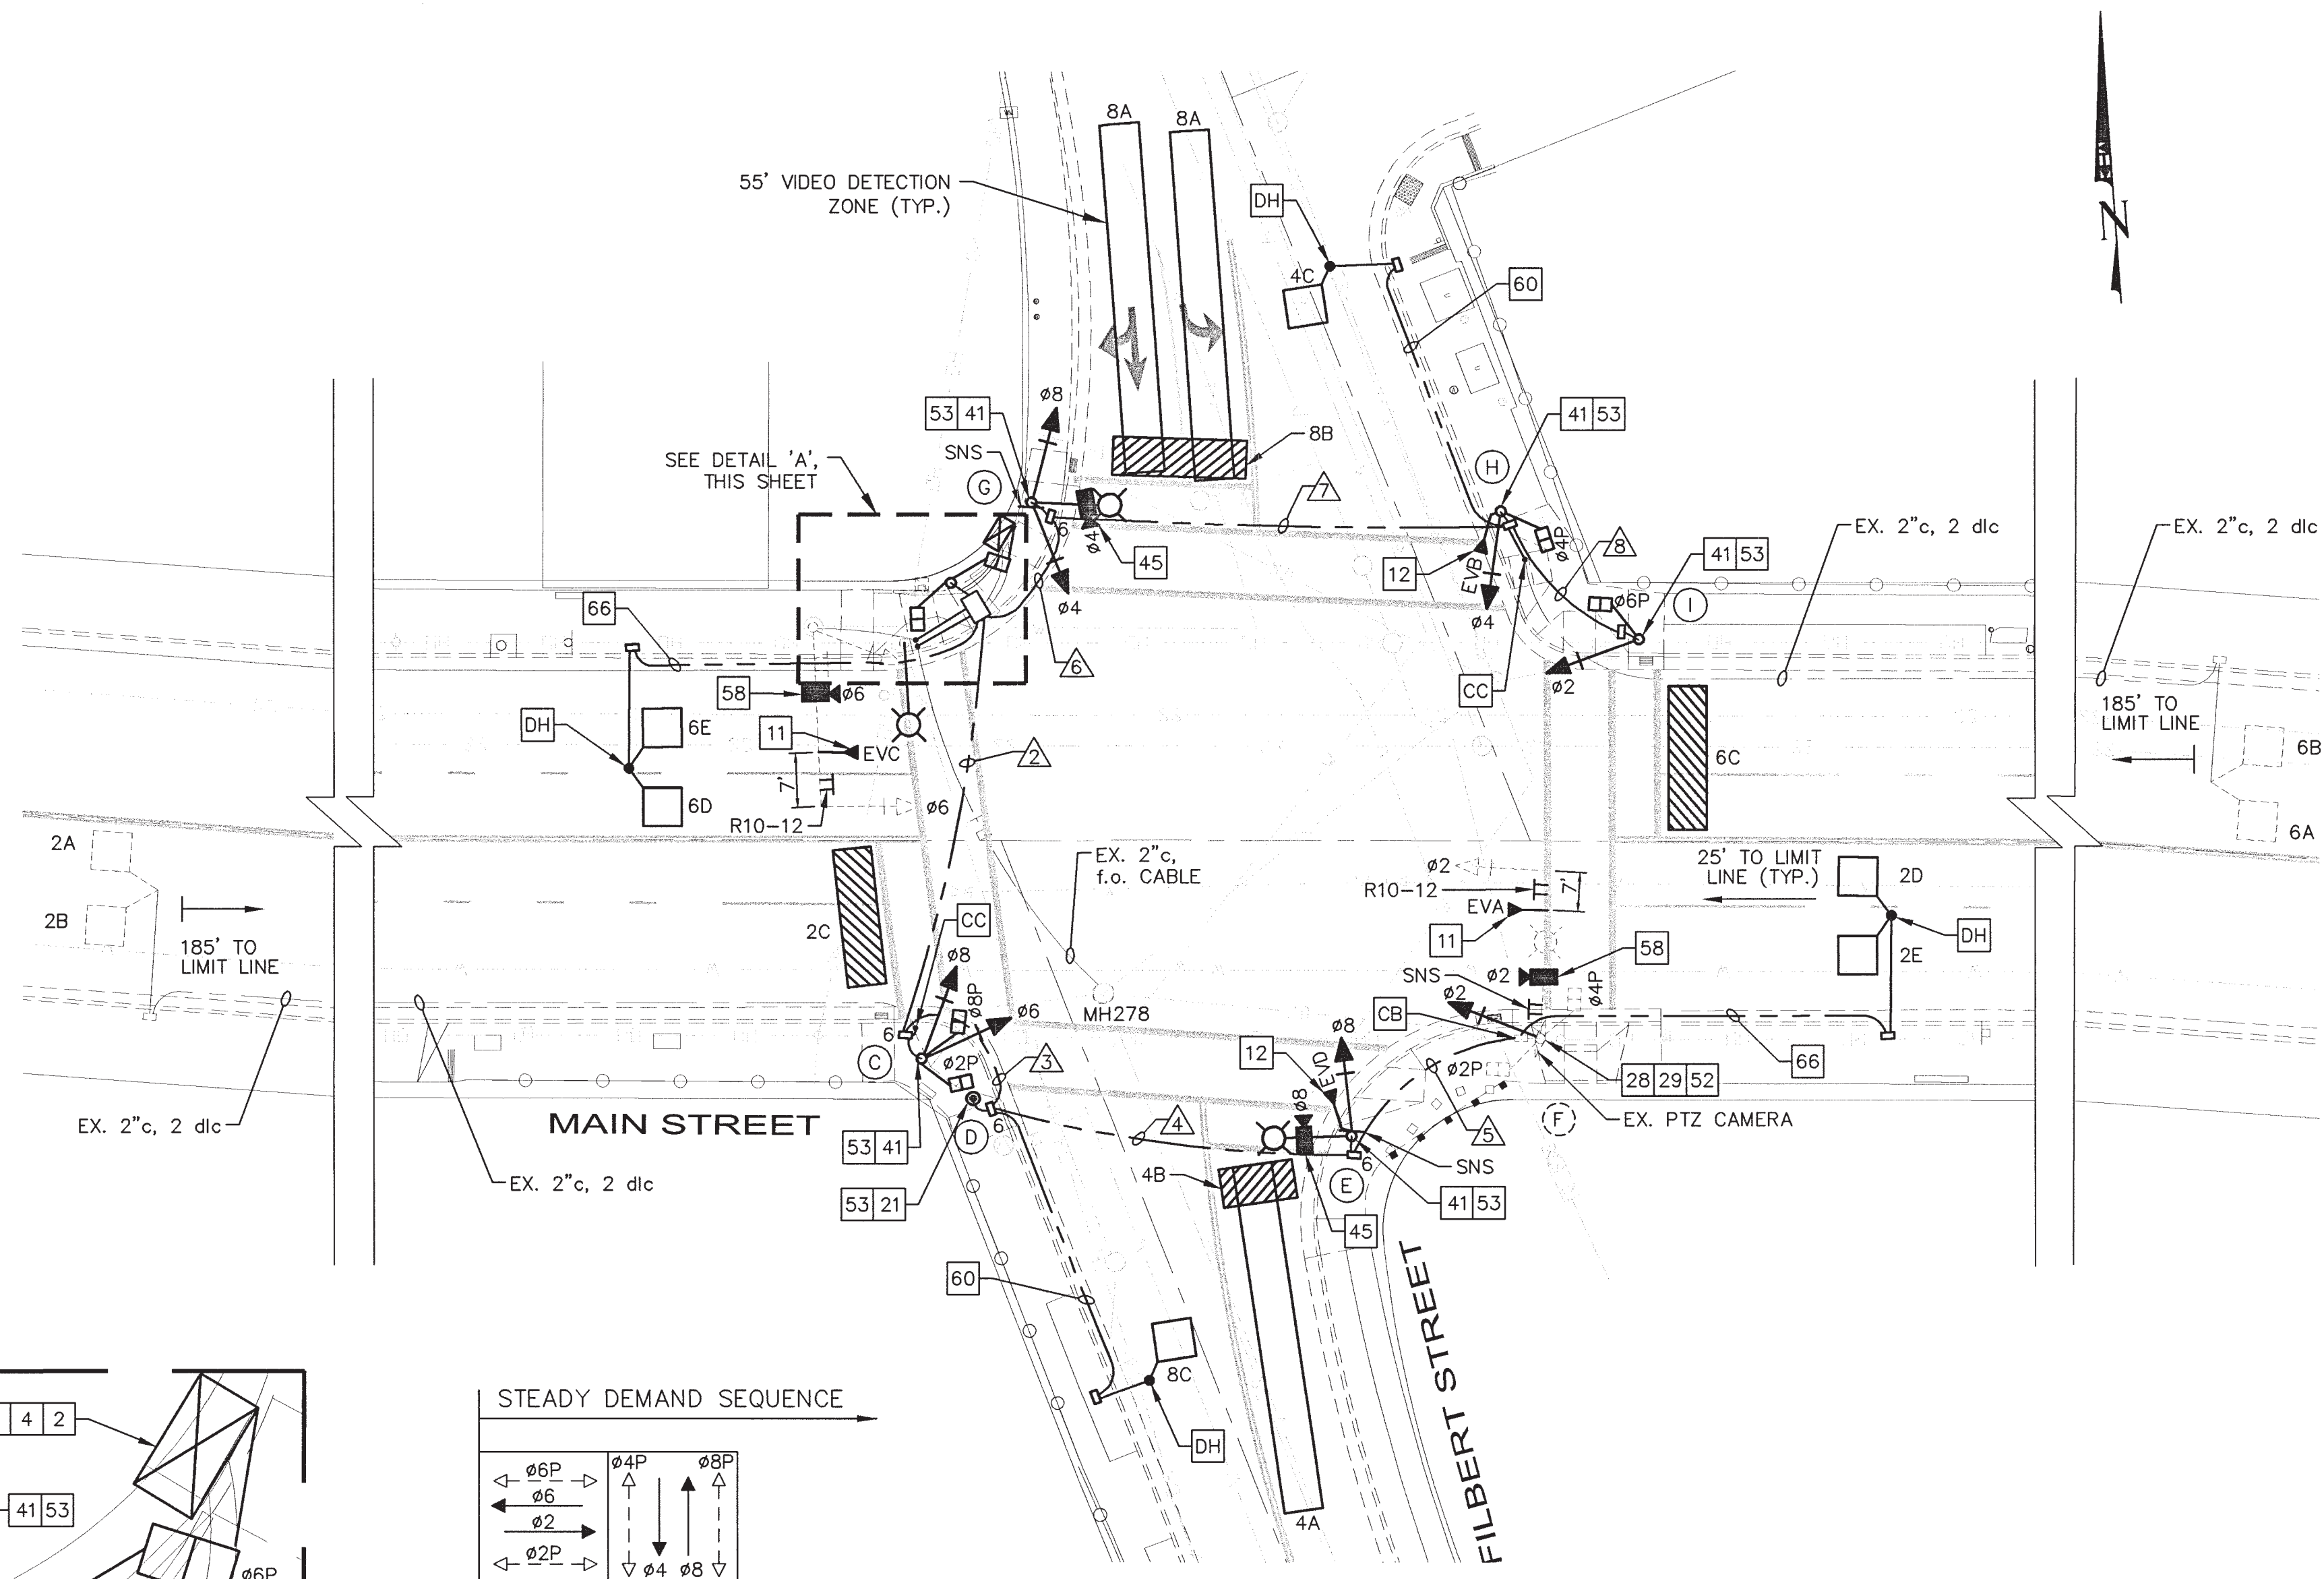 8A
8A
55' VIDEO DETECTION
ZONE (TYP.)
DH
4C
60
N
ø8
53 41
SNS
G
8B
H
41 53
SEE DETAIL 'A',
THIS SHEET
6
ø4
45
7
12
EVB
ø4P
8
41 53
EX. 2"c, 2 dlc
EX. 2"c, 2 dlc
ø4
ø4
ø6P
I
66
6
CC
ø2
58
ø6
185' TO
LIMIT LINE
DH
6E
11
EVC
2
6C
6B
7'
6D
R10-12
ø6
6A
2A
EX. 2"c,
f.o. CABLE
ø2
25' TO LIMIT
LINE (TYP.)
2D
R10-12
7'
2B
2C
CC
EVA
DH
185' TO
LIMIT LINE
11
58
2E
ø8
SNS
ø2
ø2
ø4P
ø8P
ø6
MH278
CB
6
C
12
EVD
ø8
ø2P
3
ø2P
28 29 52
66
MAIN STREET
EX. 2"c, 2 dlc
D
6
4
ø8
5
F
EX. PTZ CAMERA
53 41
EX. 2"c, 2 dlc
4B
6
SNS
E
53 21
41 53
45
60
FILBERT STREET
8C
DH
4A
STEADY DEMAND SEQUENCE
4 2
ø6P
ø4P
ø8P
ø6
41 53
ø2
ø2P
ø4
ø8
ø6P